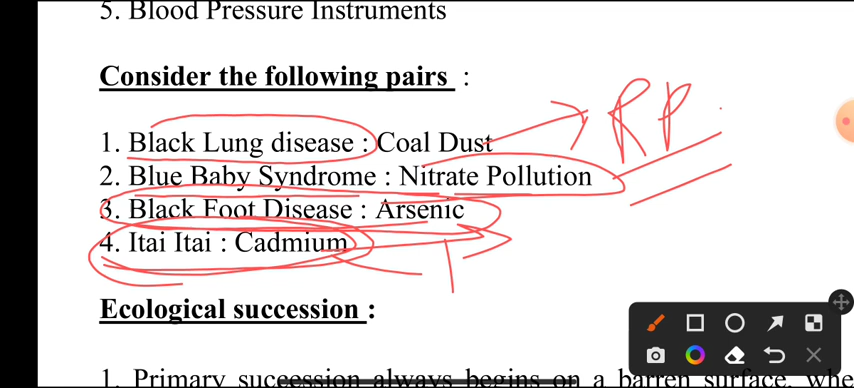 5. Blood Pressure Instruments
Consider the following pairs :
1. Black Lung disease : Coal Dust
2. Blue Baby Syndrome : Nitrate Pollution
3. Black Foot Disease : Arsenic
4. Itai Itai : Cadmium
RP
Ecological succession :
1. Primary succession always begins on a barren surface, whe